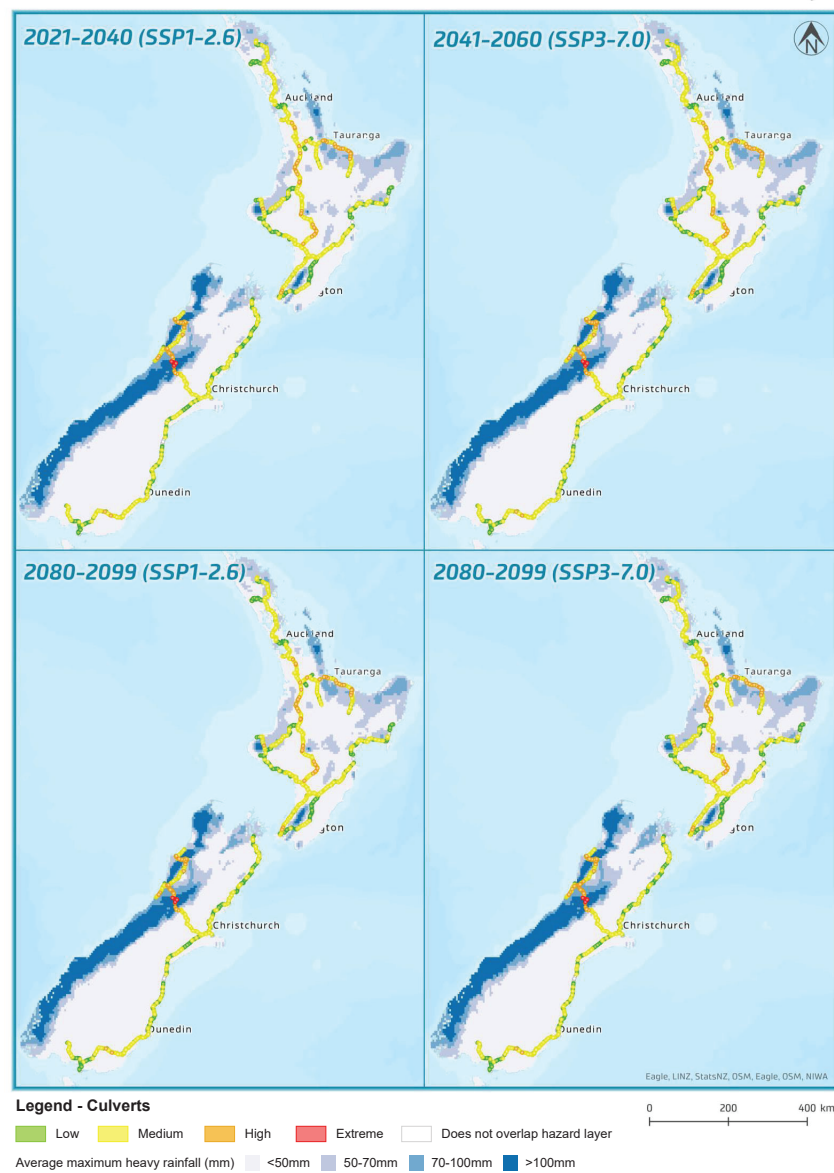 2021-2040 (SSP1-2.6)
2041-2060 (SSP3-7.0)
N
Auckland
Auckland
Tauranga
Tauranga
gton
gton
Christchurch
Christchurch
Dunedin
Dunedin
2080-2099 (SSP1-2.6)
2080-2099 (SSP3-7.0)
Auckland
Auckland
Tauranga
Tauranga
gton
gton
Christchurch
Christchurch
Dunedin
Dunedin
Eagle, LINZ, StatsNZ, OSM, Eagle, OSM, NIWA
Legend - Culverts
0 200 400 km
Low Medium High Extreme Does not overlap hazard layer
Average maximum heavy rainfall (mm) <50mm 50-70mm 70-100mm >100mm